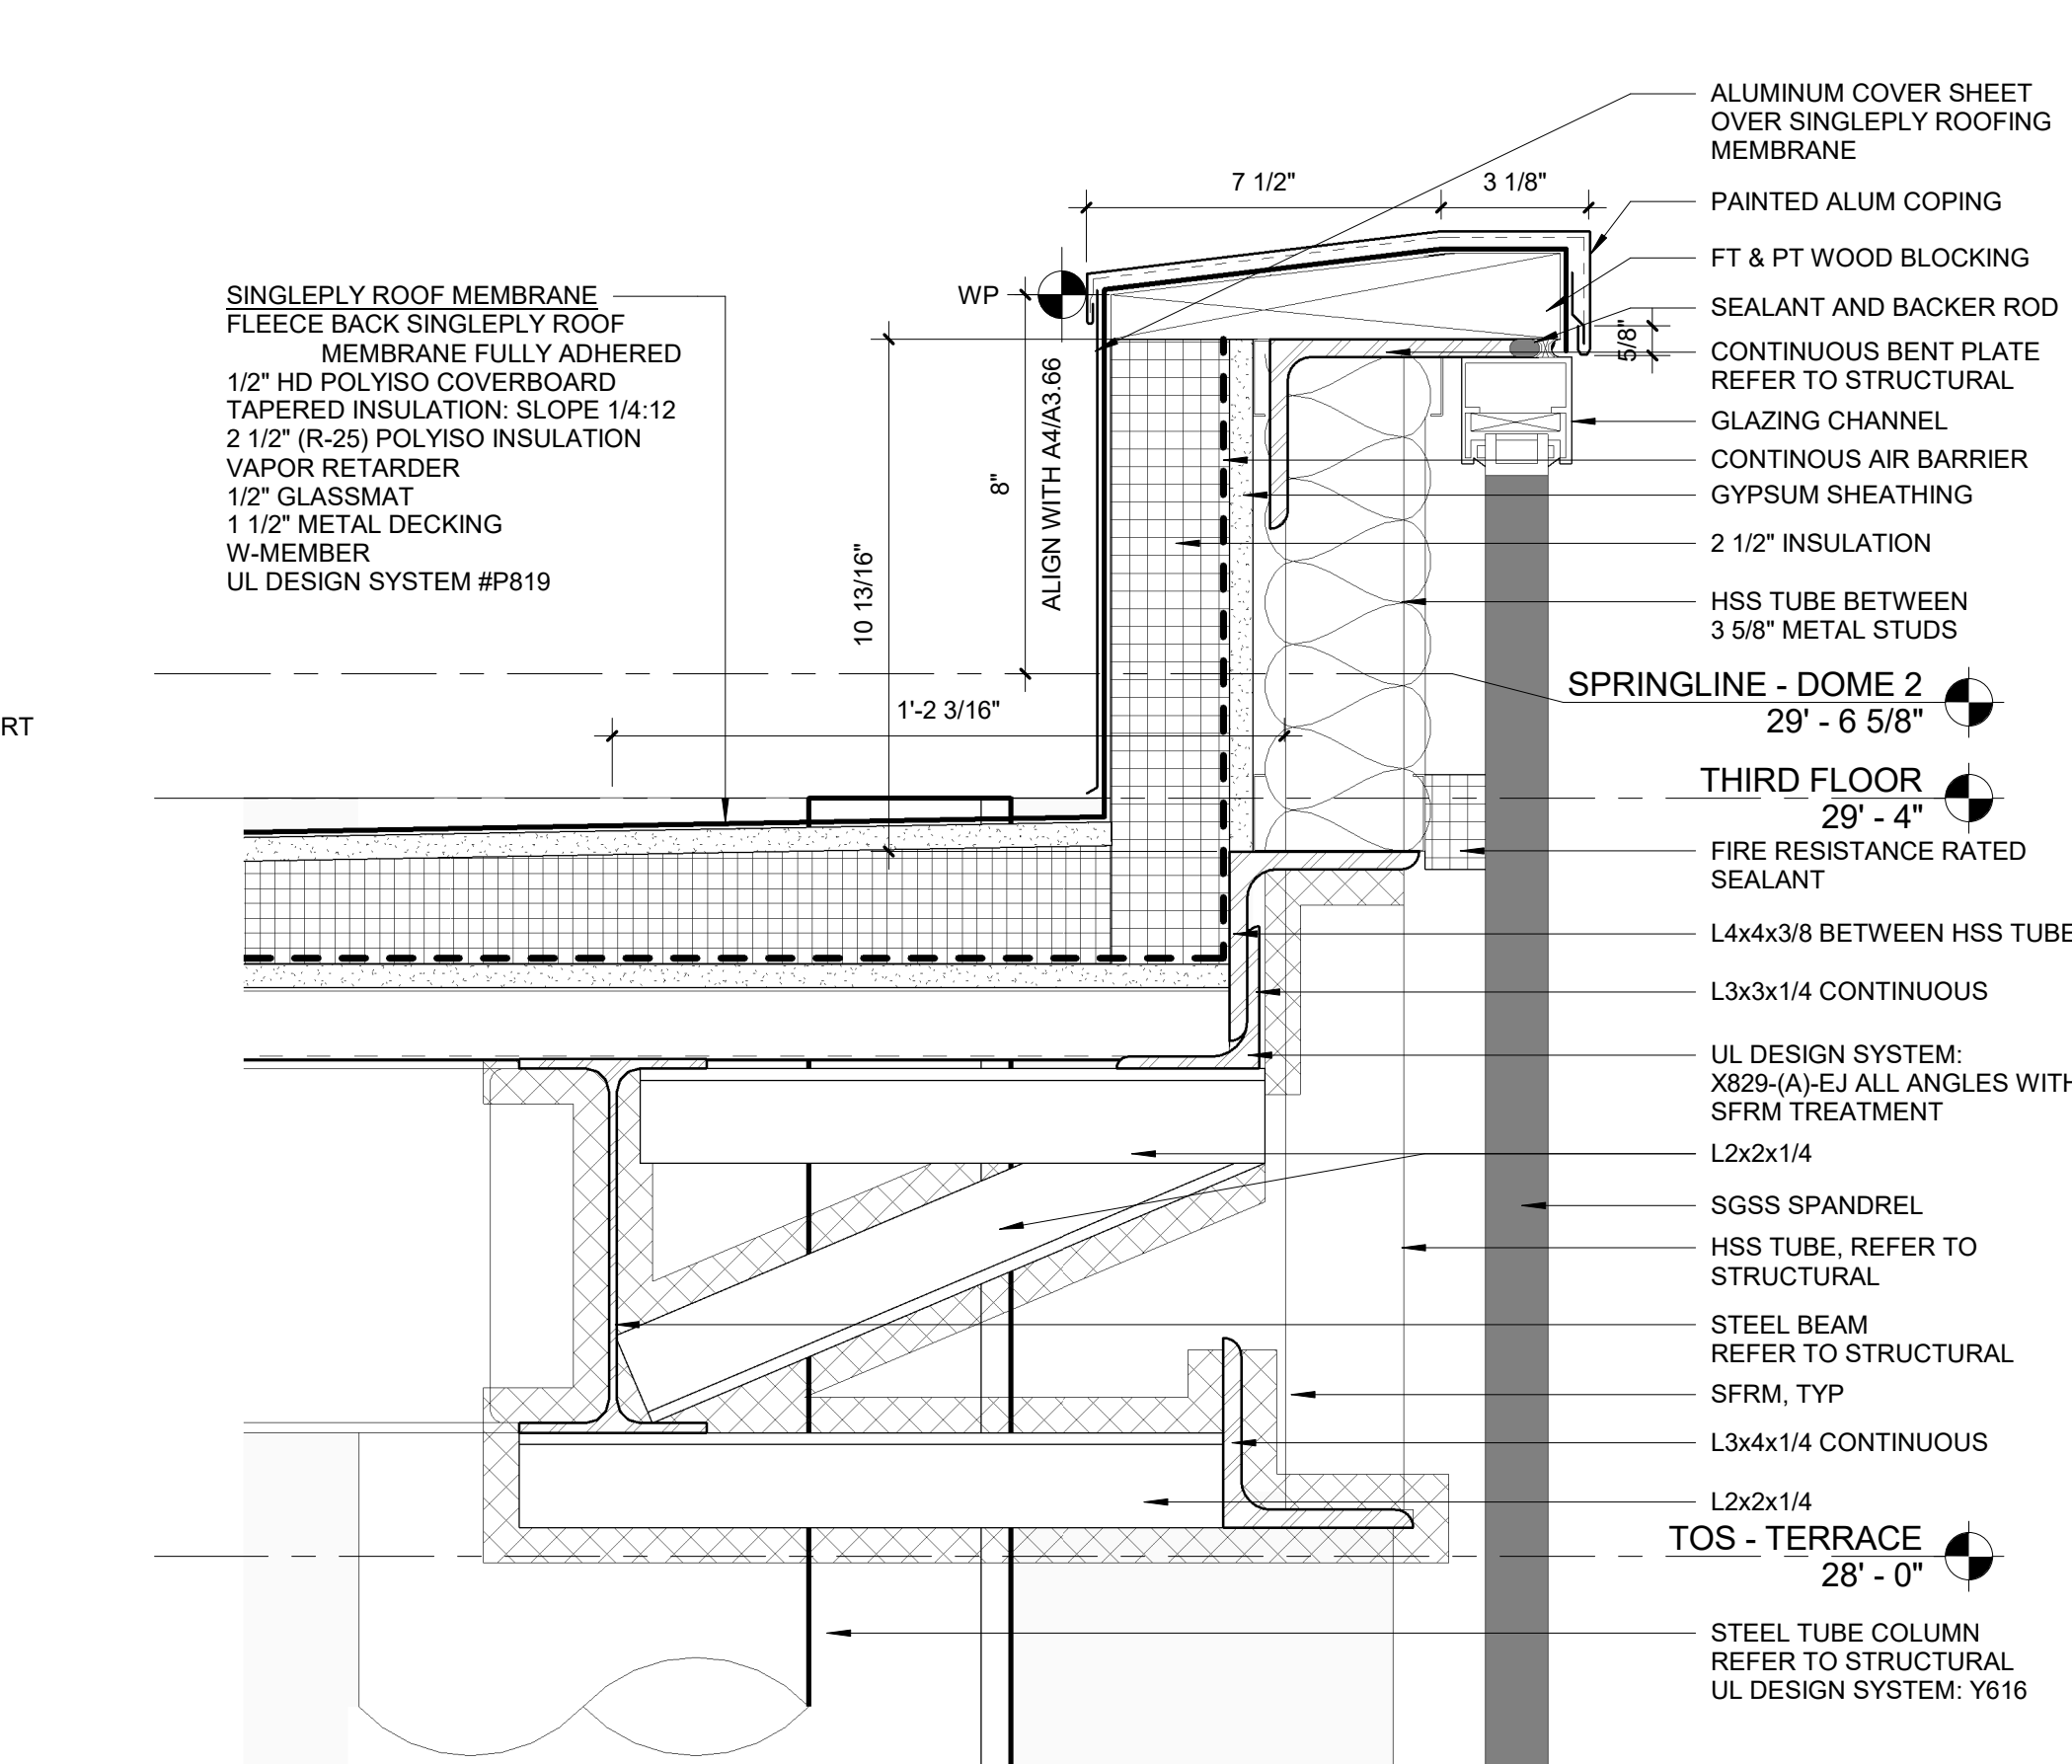 ALUMINUM COVER SHEET
OVER SINGLEPLY ROOFING
MEMBRANE
7 1/2"
3 1/8"
PAINTED ALUM COPING
FT & PT WOOD BLOCKING
SEALANT AND BACKER ROD
5/8"
CONTINUOUS BENT PLATE
REFER TO STRUCTURAL
GLAZING CHANNEL
CONTINOUS AIR BARRIER
GYPSUM SHEATHING
2 1/2" INSULATION
HSS TUBE BETWEEN
3 5/8" METAL STUDS
WP
SINGLEPLY ROOF MEMBRANE
FLEECE BACK SINGLEPLY ROOF
MEMBRANE FULLY ADHERED
1/2" HD POLYISO COVERBOARD
TAPERED INSULATION: SLOPE 1/4:12
2 1/2" (R-25) POLYISO INSULATION
VAPOR RETARDER
1/2" GLASSMAT
1 1/2" METAL DECKING
W-MEMBER
UL DESIGN SYSTEM #P819
8"
ALIGN WITH A4/A3.66
10 13/16"
1'-2 3/16"
RT
SPRINGLINE - DOME 2
29' - 6 5/8"
THIRD FLOOR
29' - 4"
FIRE RESISTANCE RATED
SEALANT
L4x4x3/8 BETWEEN HSS TUBE
L3x3x1/4 CONTINUOUS
UL DESIGN SYSTEM:
X829-(A)-EJ ALL ANGLES WITH
SFRM TREATMENT
L2x2x1/4
SGSS SPANDREL
HSS TUBE, REFER TO
STRUCTURAL
STEEL BEAM
REFER TO STRUCTURAL
SFRM, TYP
L3x4x1/4 CONTINUOUS
L2x2x1/4
TOS - TERRACE
28' - 0"
STEEL TUBE COLUMN
REFER TO STRUCTURAL
UL DESIGN SYSTEM: Y616